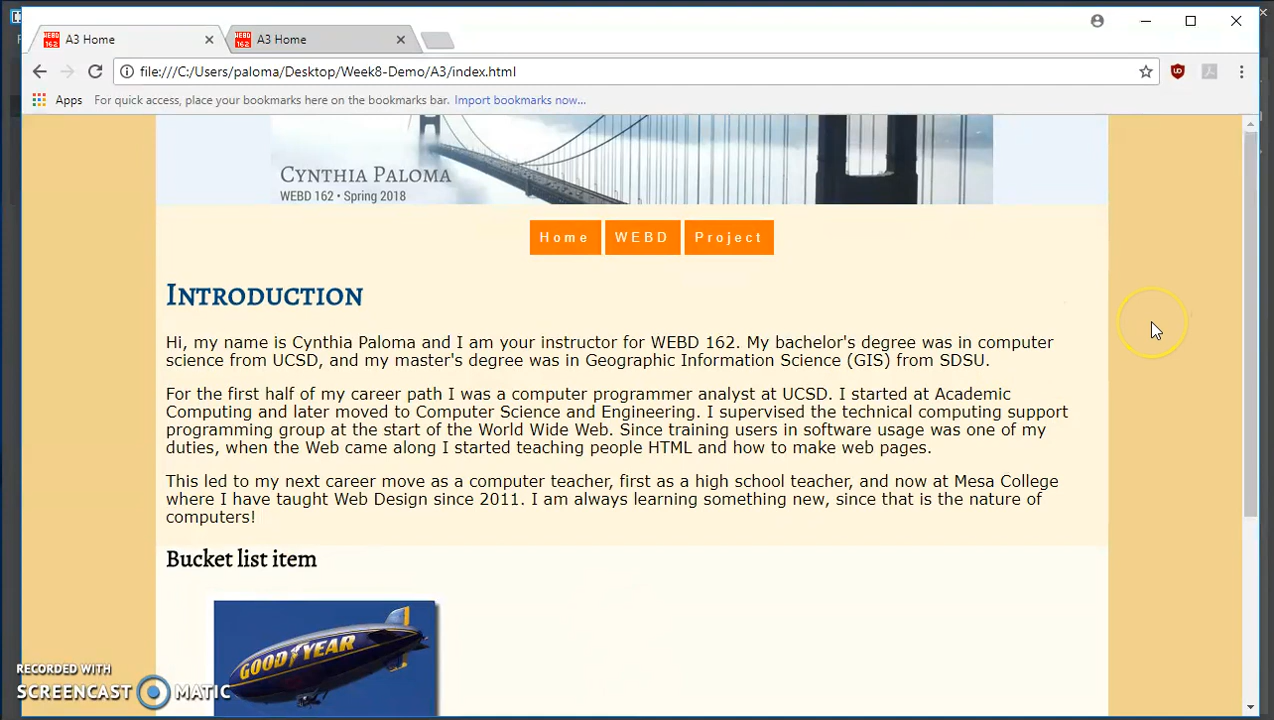 WEBD 162 A3 Home
WEBD 162 A3 Home
file:///C:/Users/paloma/Desktop/Week8-Demo/A3/index.html
Apps For quick access, place your bookmarks here on the bookmarks bar. Import bookmarks now...
CYNTHIA PALOMA
WEBD 162 • Spring 2018
Home WEBD Project
INTRODUCTION
Hi, my name is Cynthia Paloma and I am your instructor for WEBD 162. My bachelor's degree was in computer
science from UCSD, and my master's degree was in Geographic Information Science (GIS) from SDSU.
For the first half of my career path I was a computer programmer analyst at UCSD. I started at Academic
Computing and later moved to Computer Science and Engineering. I supervised the technical computing support
programming group at the start of the World Wide Web. Since training users in software usage was one of my
duties, when the Web came along I started teaching people HTML and how to make web pages.
This led to my next career move as a computer teacher, first as a high school teacher, and now at Mesa College
where I have taught Web Design since 2011. I am always learning something new, since that is the nature of
computers!
Bucket list item
GOODYEAR
RECORDED WITH
SCREENCAST MATIC